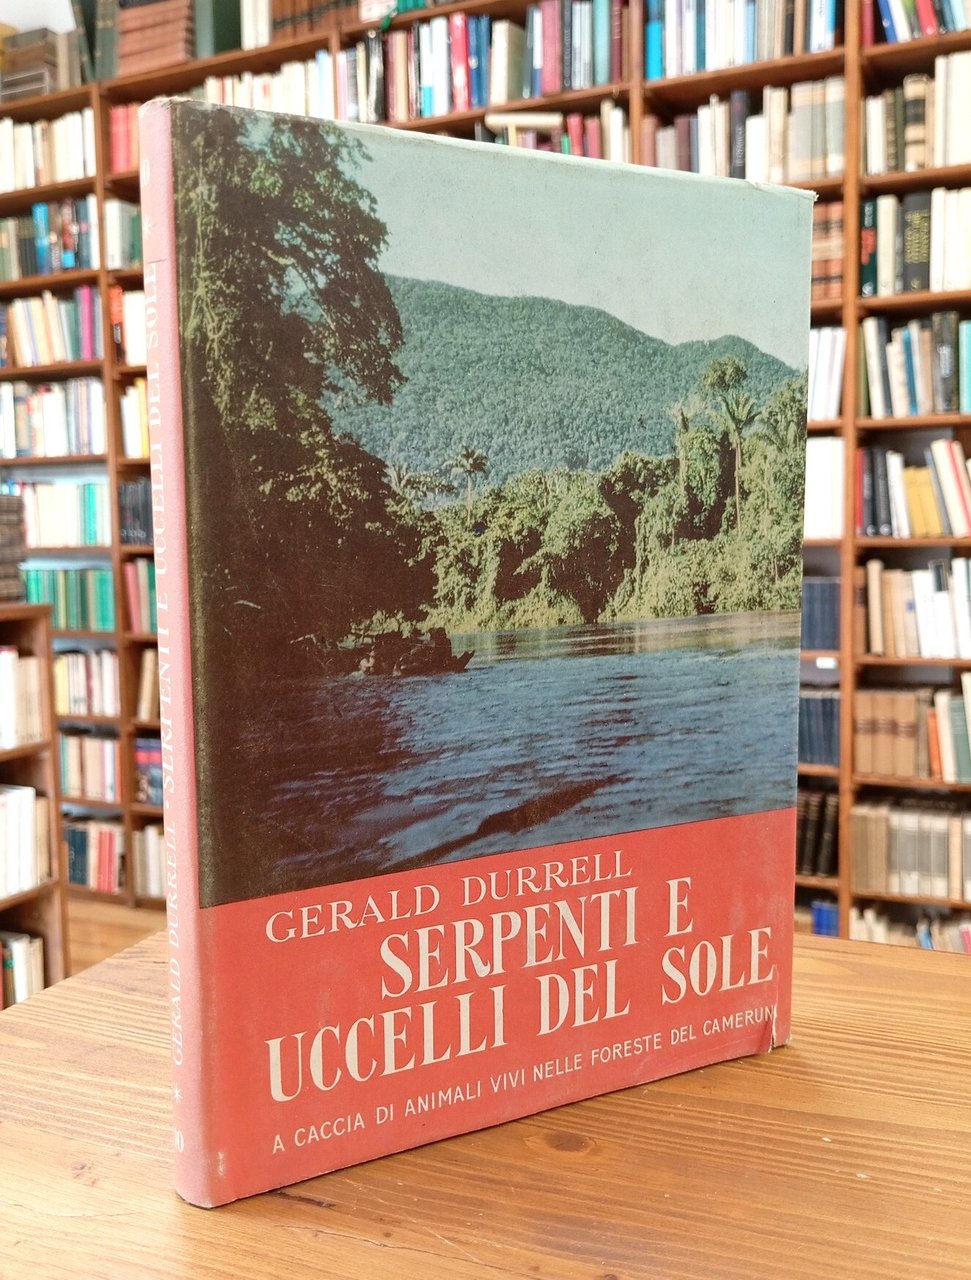 GERALD DURRELL
SERPENTI E
UCCELLI DEL SOLE
A CACCIA DI ANIMALI VIVI NELLE FORESTE DEL CAMERUN
GERALD DURRELL - SERPENTI E UCCELLI DEL SOLE